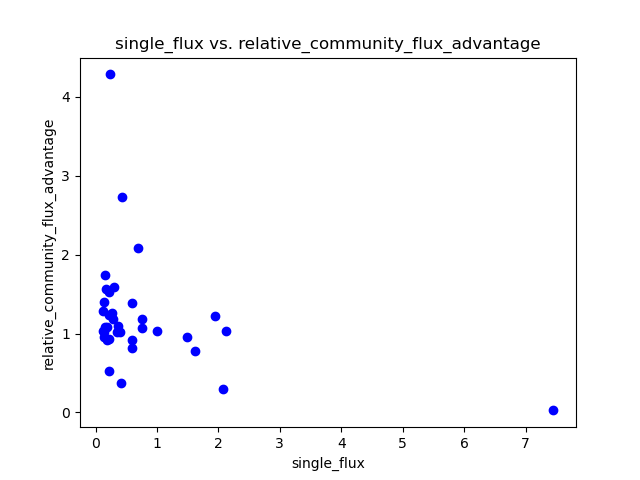 single_flux vs. relative_community_flux_advantage
4
3
2
1
0
relative_community_flux_advantage
0 1 2 3 4 5 6 7
single_flux